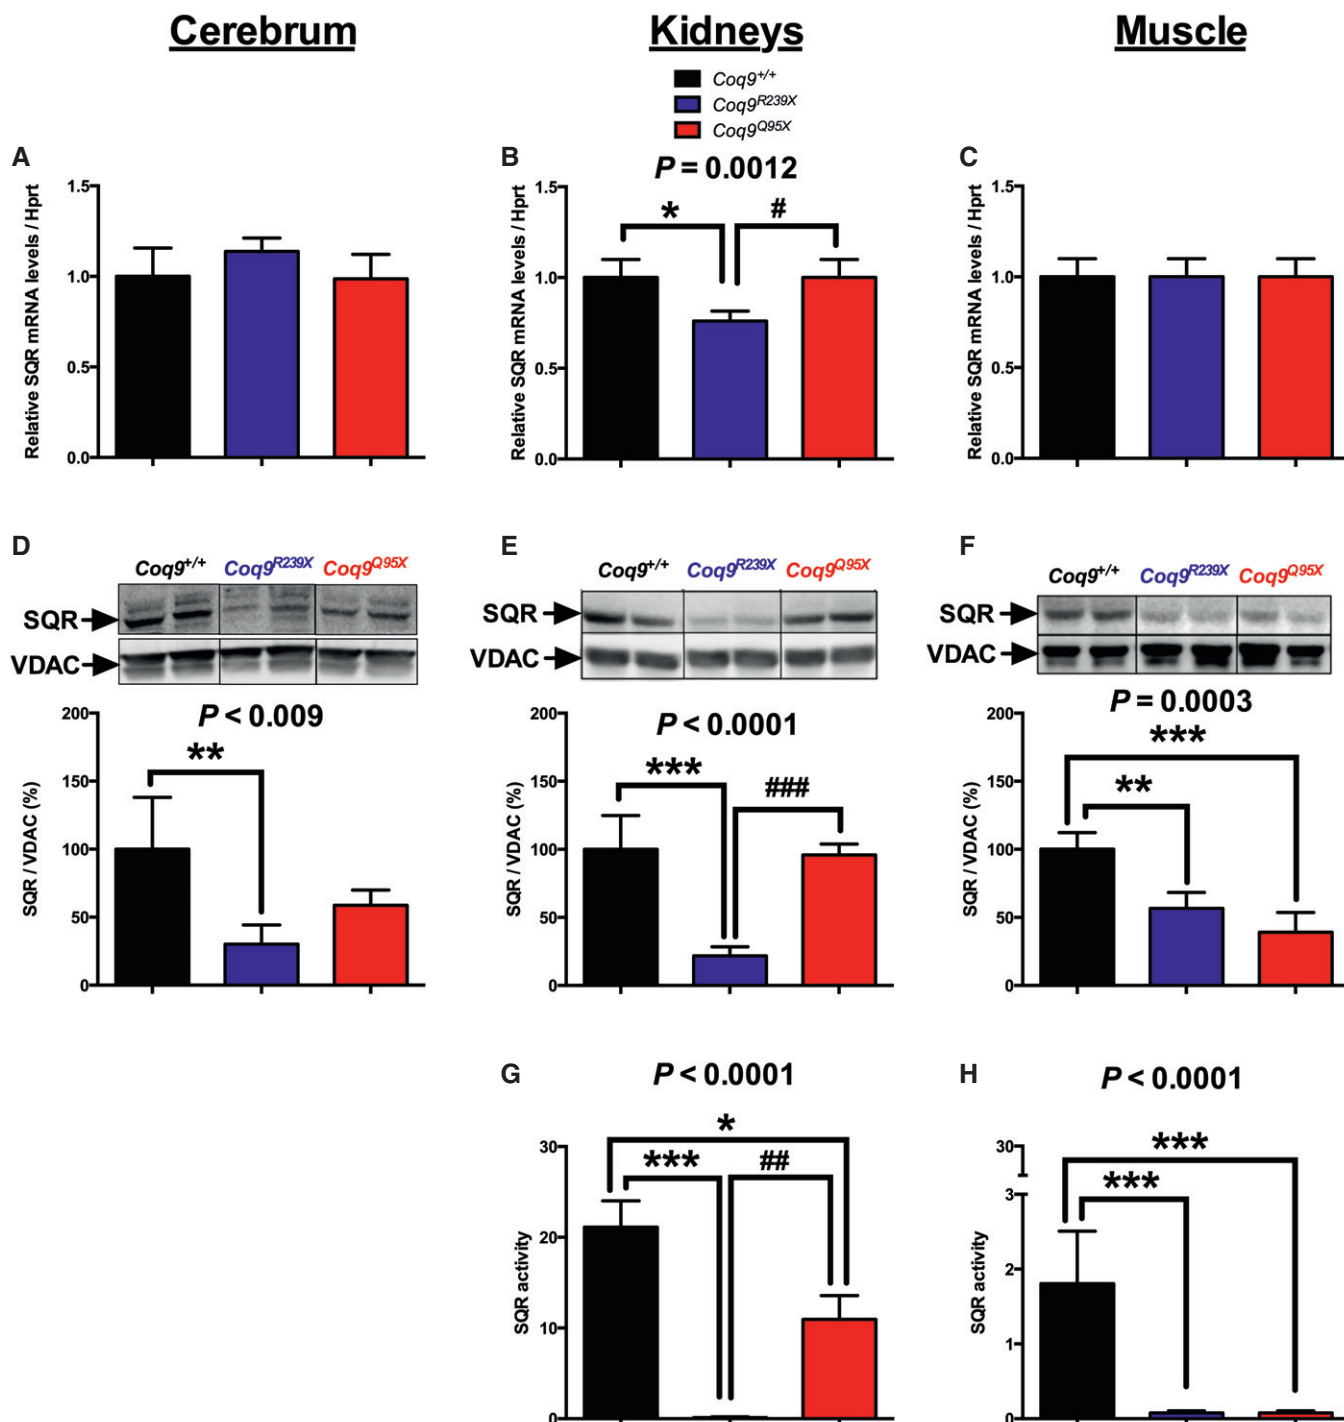 Cerebrum
Kidneys
Muscle
Coq9+/+
Coq9R239X
Coq9Q95X
A
Relative SQR mRNA levels / Hprt
1.5
1.0
0.5
0.0
B
P = 0.0012
Relative SQR mRNA levels / Hprt
1.5
1.0
0.5
0.0
*
#
C
Relative SQR mRNA levels / Hprt
1.5
1.0
0.5
0.0
D
Coq9+/+ Coq9R239X Coq9Q95X
SQR
VDAC
P < 0.009
**
SQR / VDAC (%)
200
150
100
50
0
E
Coq9+/+ Coq9R239X Coq9Q95X
SQR
VDAC
P < 0.0001
***
###
SQR / VDAC (%)
200
150
100
50
0
F
Coq9+/+ Coq9R239X Coq9Q95X
SQR
VDAC
P = 0.0003
***
**
SQR / VDAC (%)
200
150
100
50
0
G
P < 0.0001
*
***
##
SQR activity
30
20
10
0
H
P < 0.0001
***
***
SQR activity
30
3
2
1
0